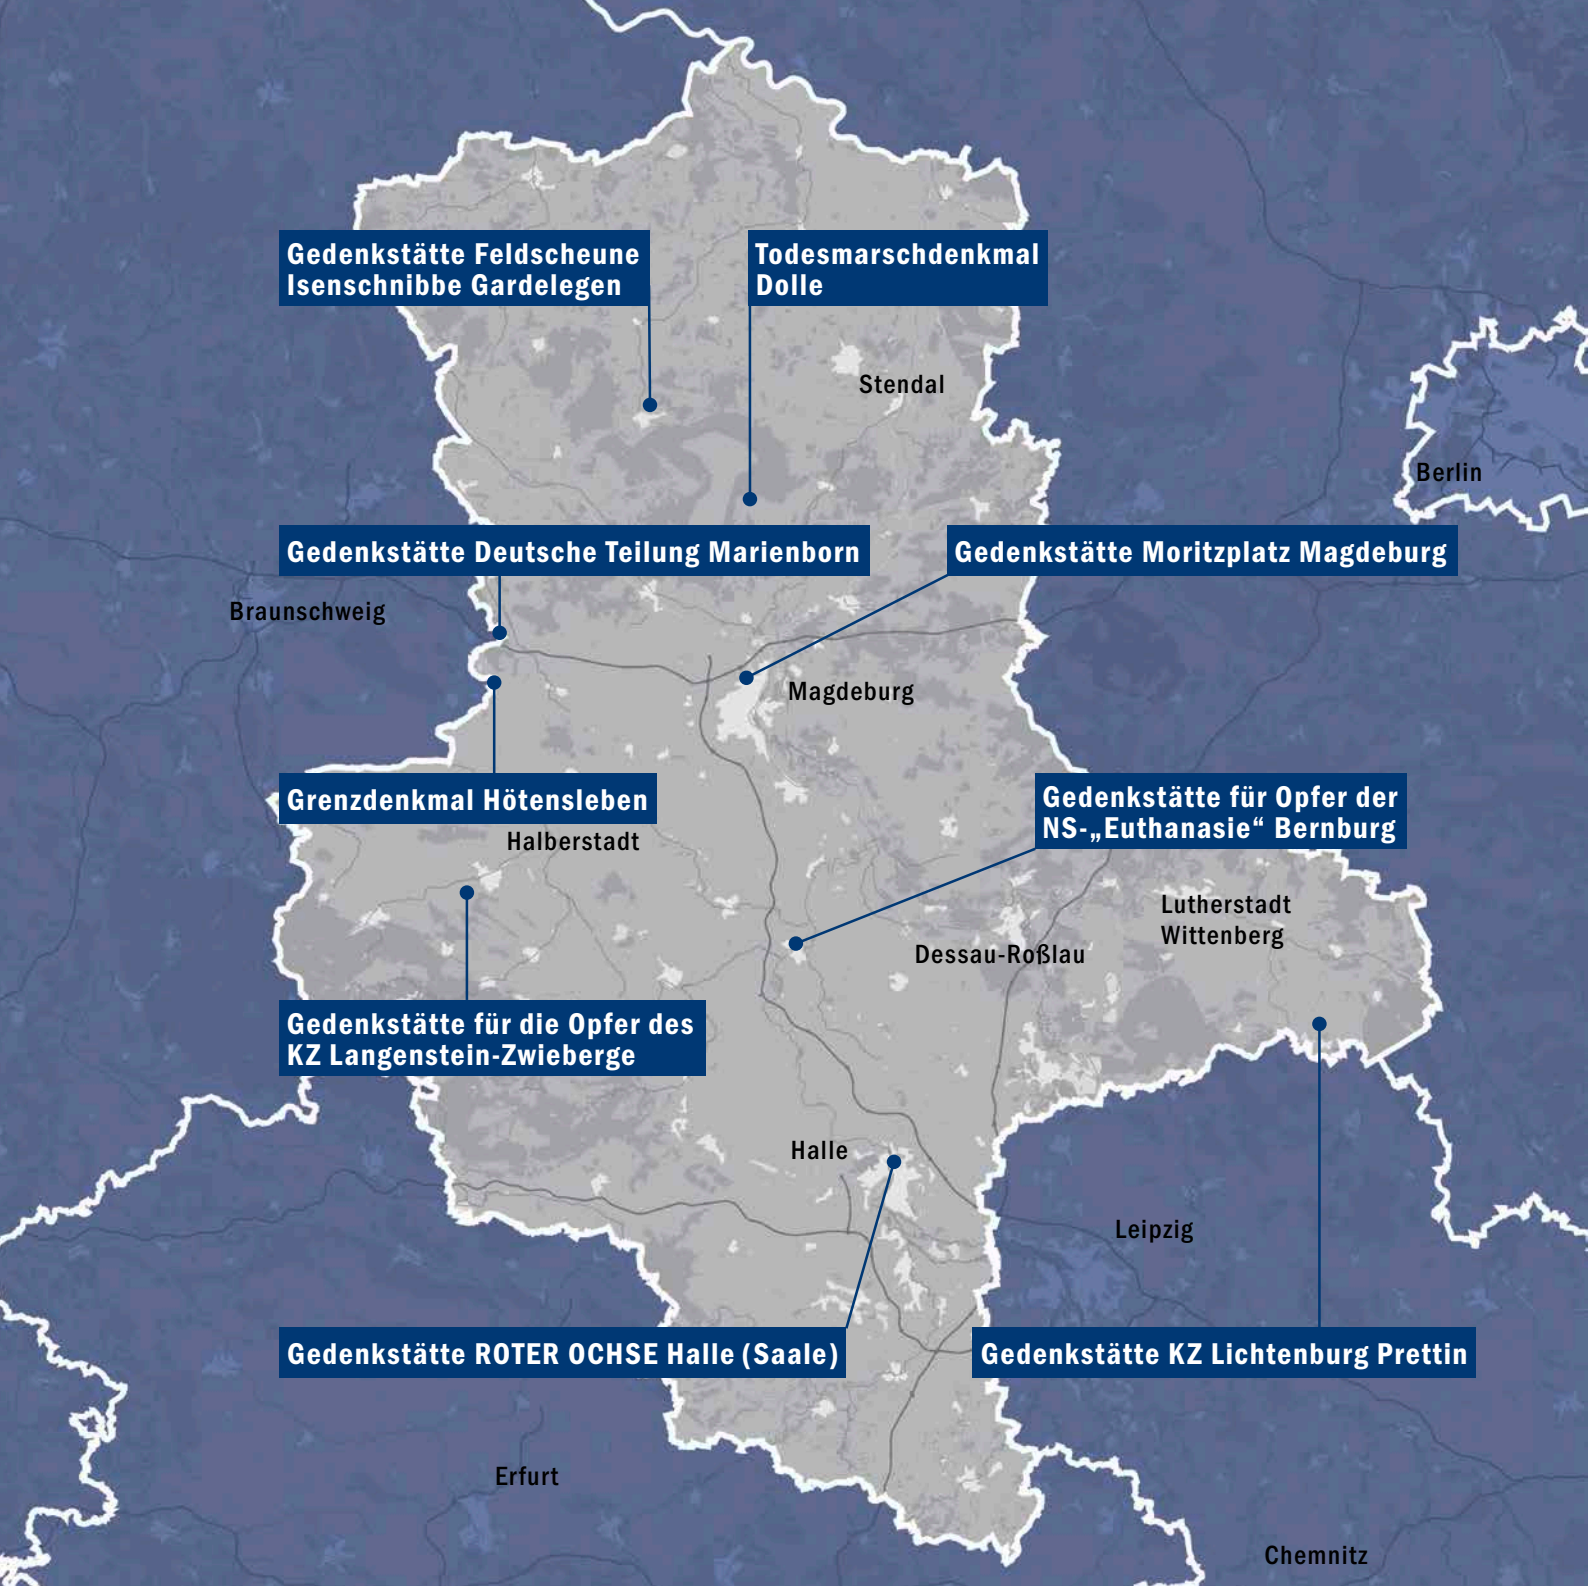 Gedenkstätte Feldscheune
Isenschnibbe Gardelegen
Todesmarschdenkmal
Dolle
Stendal
Berlin
Gedenkstätte Deutsche Teilung Marienborn
Gedenkstätte Moritzplatz Magdeburg
Braunschweig
Magdeburg
Grenzdenkmal Hötensleben
Gedenkstätte für Opfer der
NS-„Euthanasie“ Bernburg
Halberstadt
Lutherstadt
Wittenberg
Dessau-Roßlau
Gedenkstätte für die Opfer des
KZ Langenstein-Zwieberge
Halle
Leipzig
Gedenkstätte ROTER OCHSE Halle (Saale)
Gedenkstätte KZ Lichtenburg Prettin
Erfurt
Chemnitz